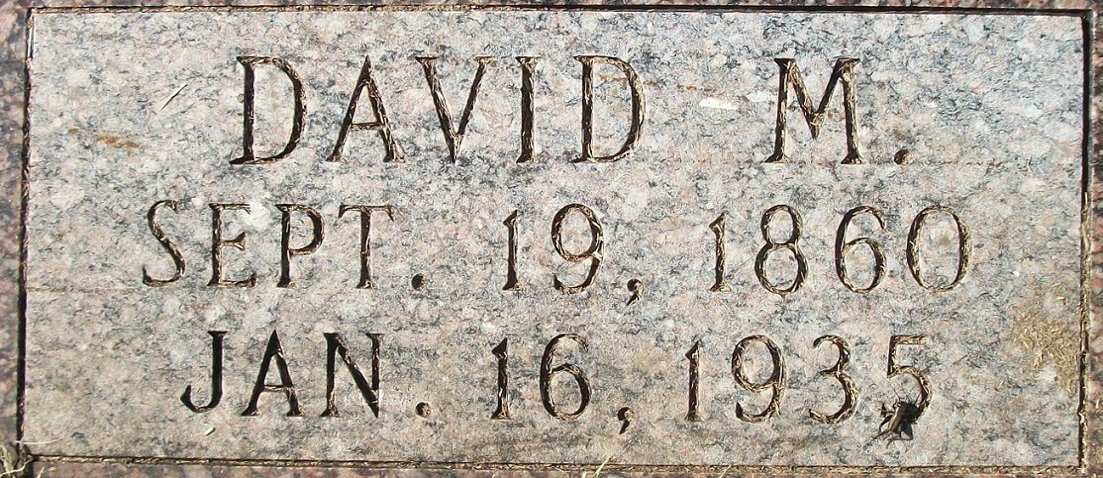 DAVID M.
SEPT. 19, 1860
JAN. 16, 1935